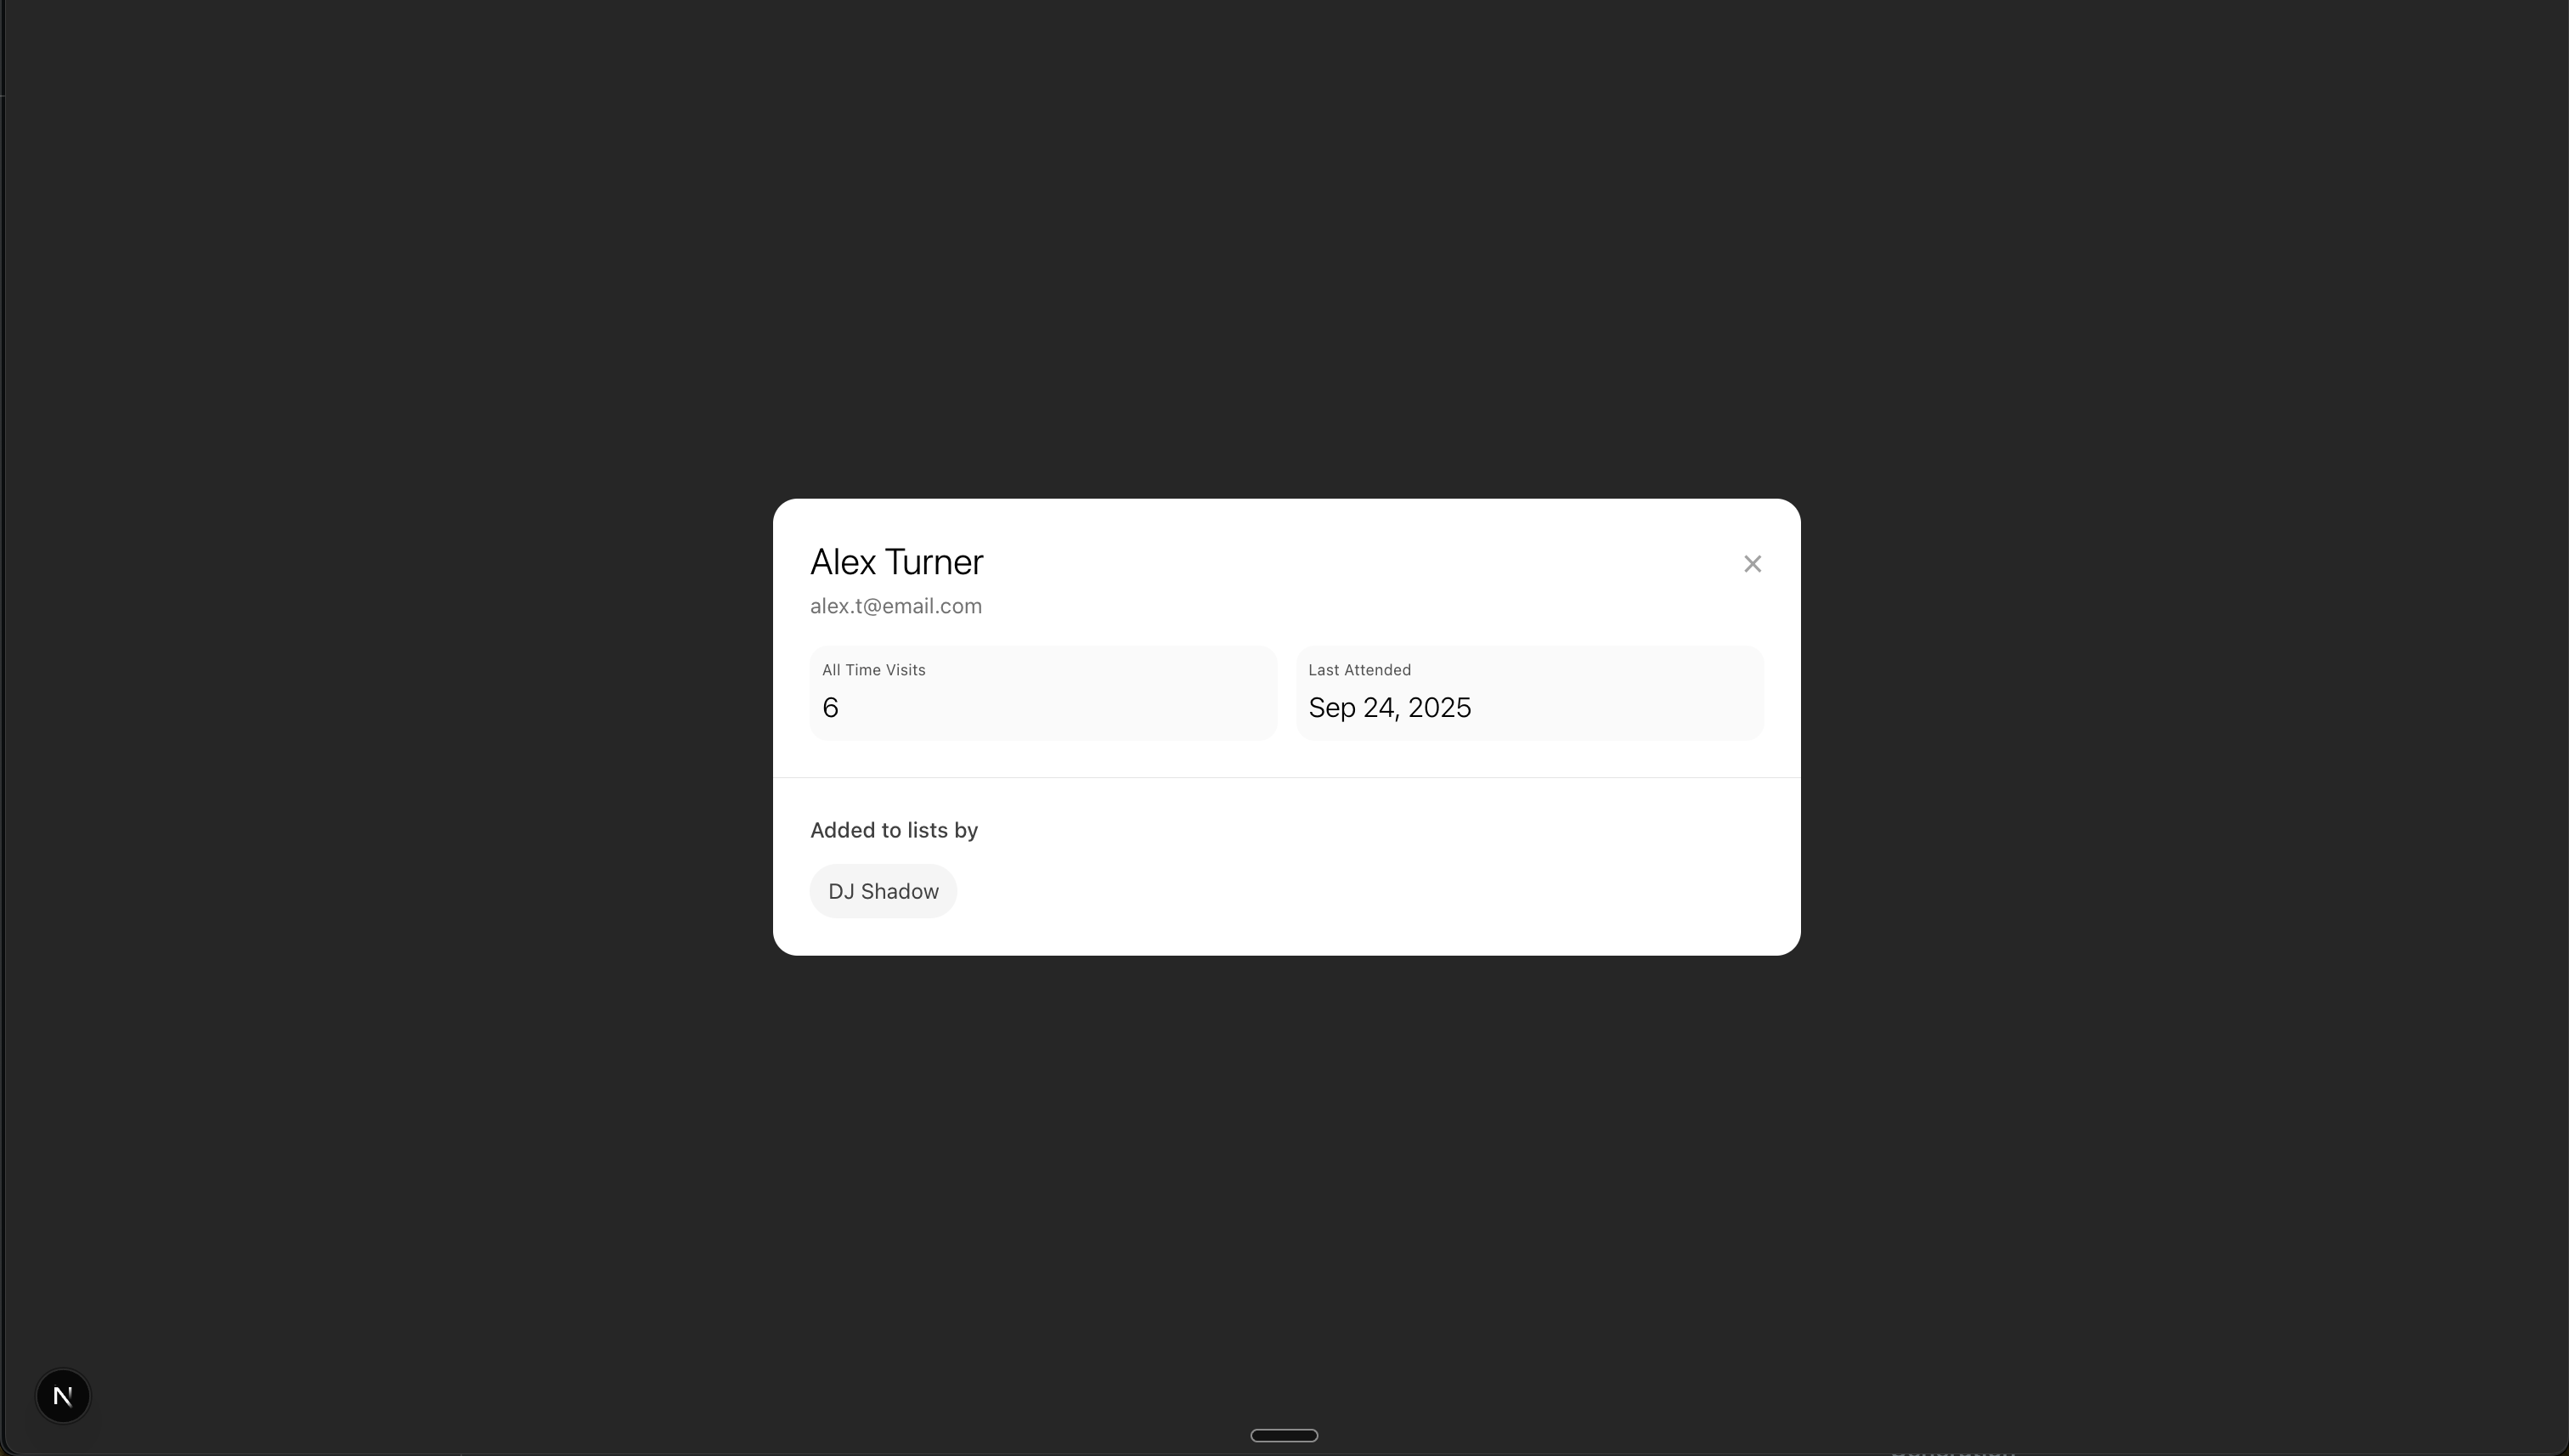 Alex Turner
alex.t@email.com
All Time Visits
6
Last Attended
Sep 24, 2025
Added to lists by
DJ Shadow
N